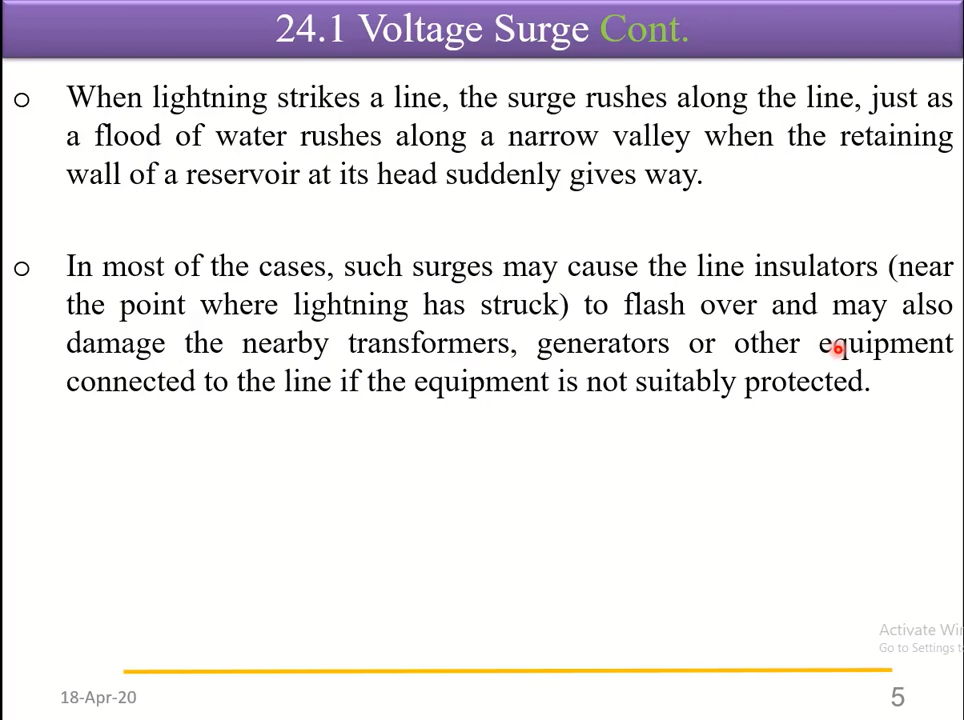 24.1 Voltage Surge Cont.
o When lightning strikes a line, the surge rushes along the line, just as
a flood of water rushes along a narrow valley when the retaining
wall of a reservoir at its head suddenly gives way.
o In most of the cases, such surges may cause the line insulators (near
the point where lightning has struck) to flash over and may also
damage the nearby transformers, generators or other equipment
connected to the line if the equipment is not suitably protected.
Activate Wi
Go to Settings t
18-Apr-20
5